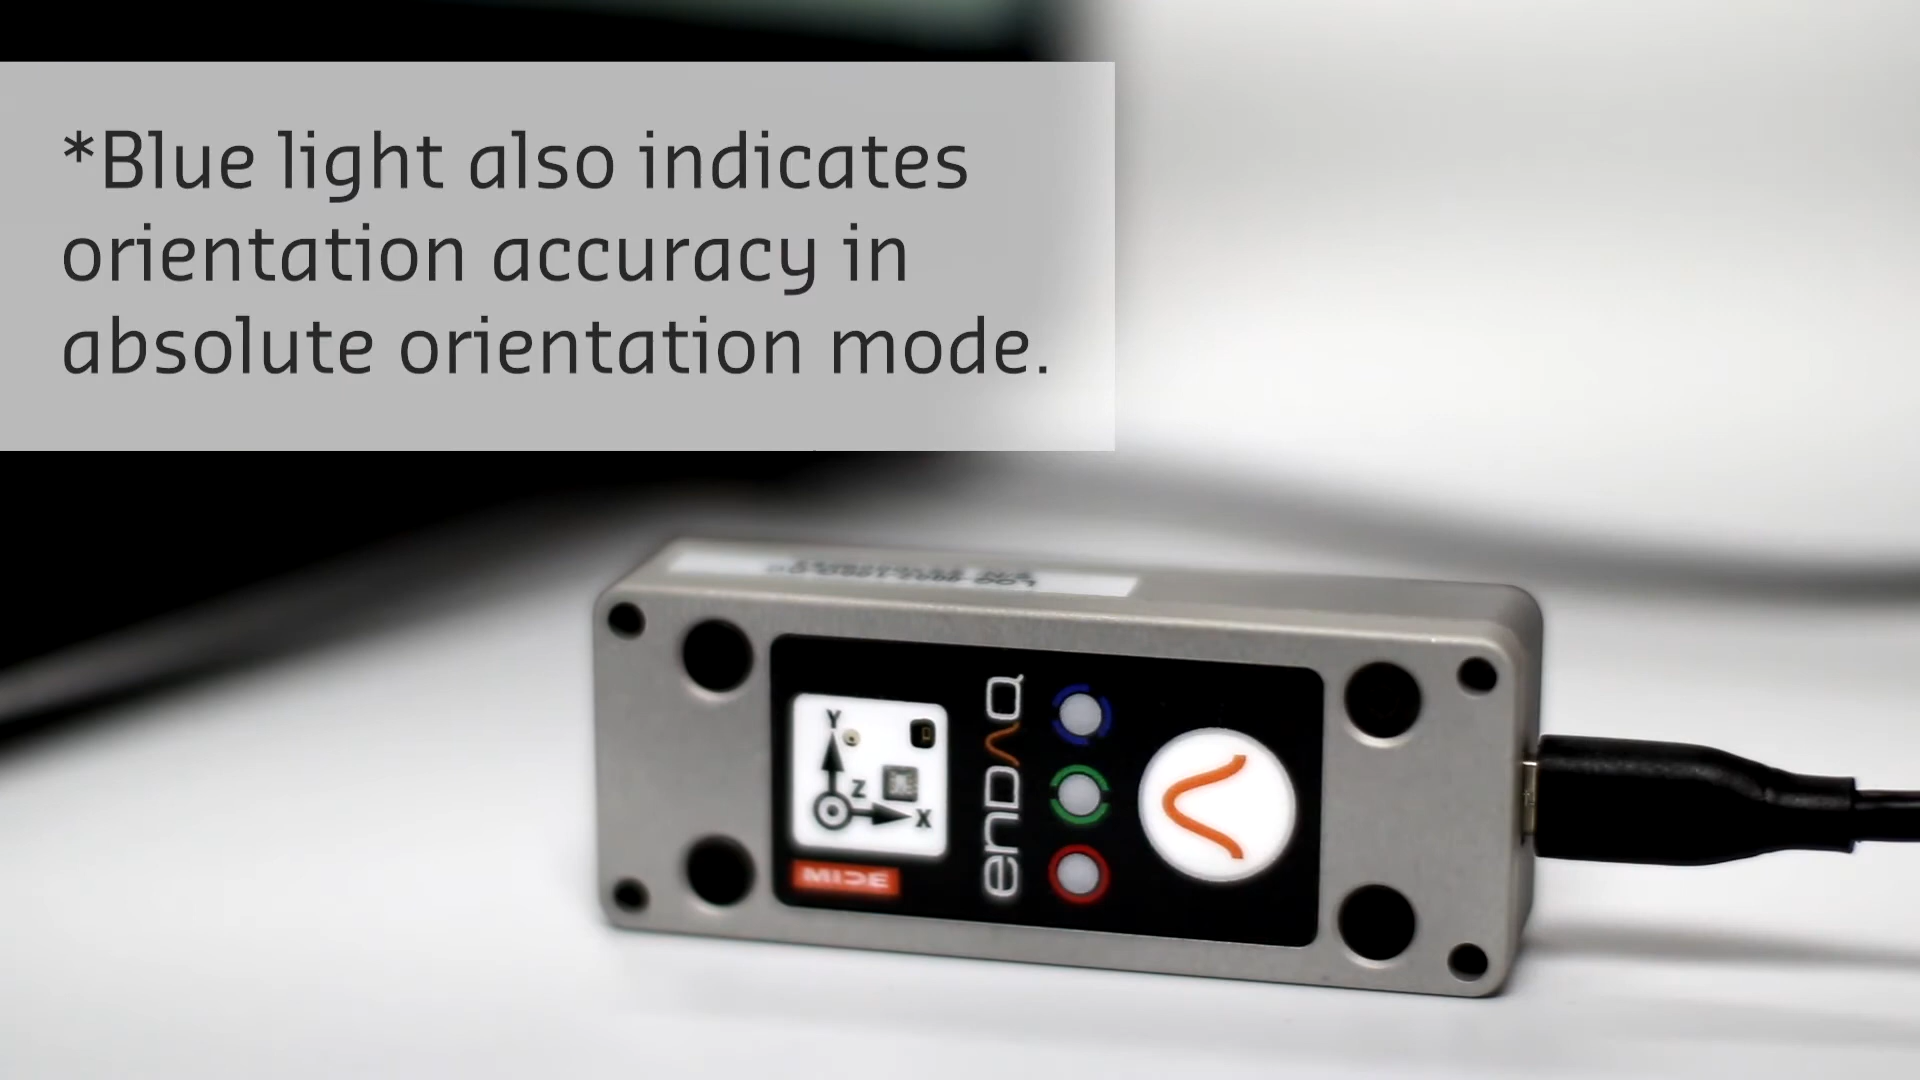 *Blue light also indicates
orientation accuracy in
absolute orientation mode.
Y
Z
X
MIDE
enDAQ